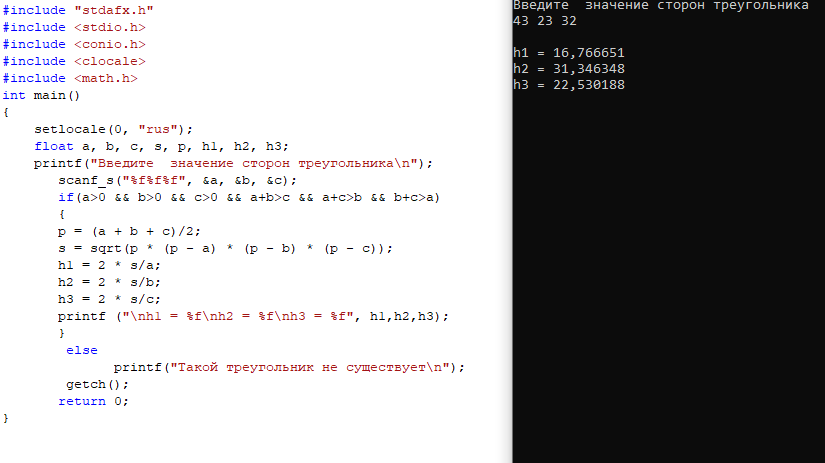 #include "stdafx.h"
#include <stdio.h>
#include <conio.h>
#include <clocale>
#include <math.h>
int main()
{
setlocale(0, "rus");
float a, b, c, s, p, h1, h2, h3;
printf("Введите  значение сторон треугольника\n");
scanf_s("%f%f%f", &a, &b, &c);
if(a>0 && b>0 && c>0 && a+b>c && a+c>b && b+c>a)
{
p = (a + b + c)/2;
s = sqrt(p * (p - a) * (p - b) * (p - c));
h1 = 2 * s/a;
h2 = 2 * s/b;
h3 = 2 * s/c;
printf ("\nh1 = %f\nh2 = %f\nh3 = %f", h1,h2,h3);
}
else
printf("Такой треугольник не существует\n");
getch();
return 0;
}
Введите  значение сторон треугольника
43 23 32
h1 = 16,766651
h2 = 31,346348
h3 = 22,530188